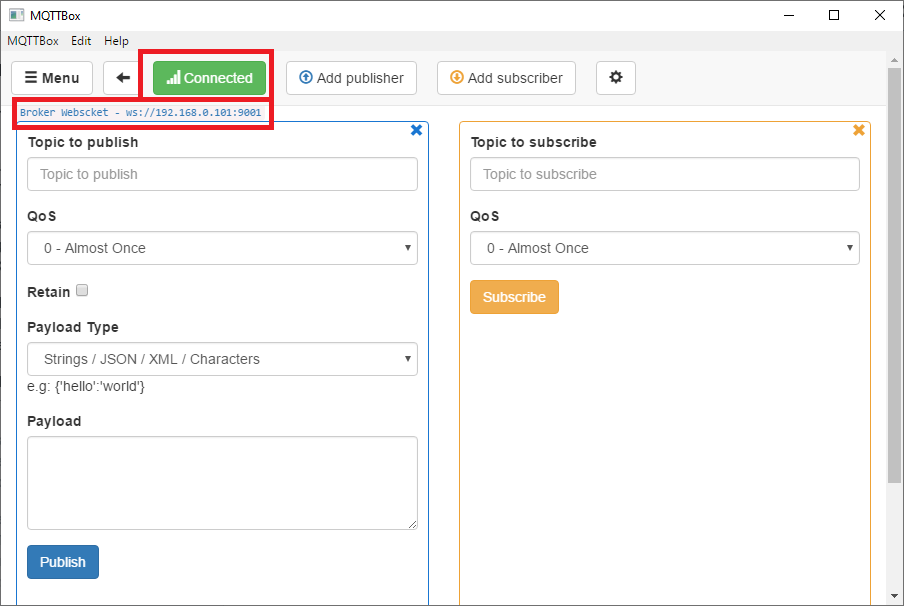 MQTTBox
MQTTBox Edit Help
Menu Connected Add publisher Add subscriber
Broker Webscket - ws://192.168.0.101:9001
Topic to publish
Topic to publish
QoS
0 - Almost Once
Retain
Payload Type
Strings / JSON / XML / Characters
e.g: {'hello':'world'}
Payload
Publish
Topic to subscribe
Topic to subscribe
QoS
0 - Almost Once
Subscribe